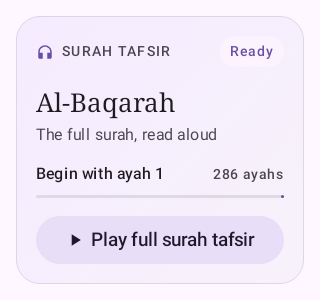 SURAH TAFSIR
Ready
Al-Baqarah
The full surah, read aloud
Begin with ayah 1
286 ayahs
Play full surah tafsir